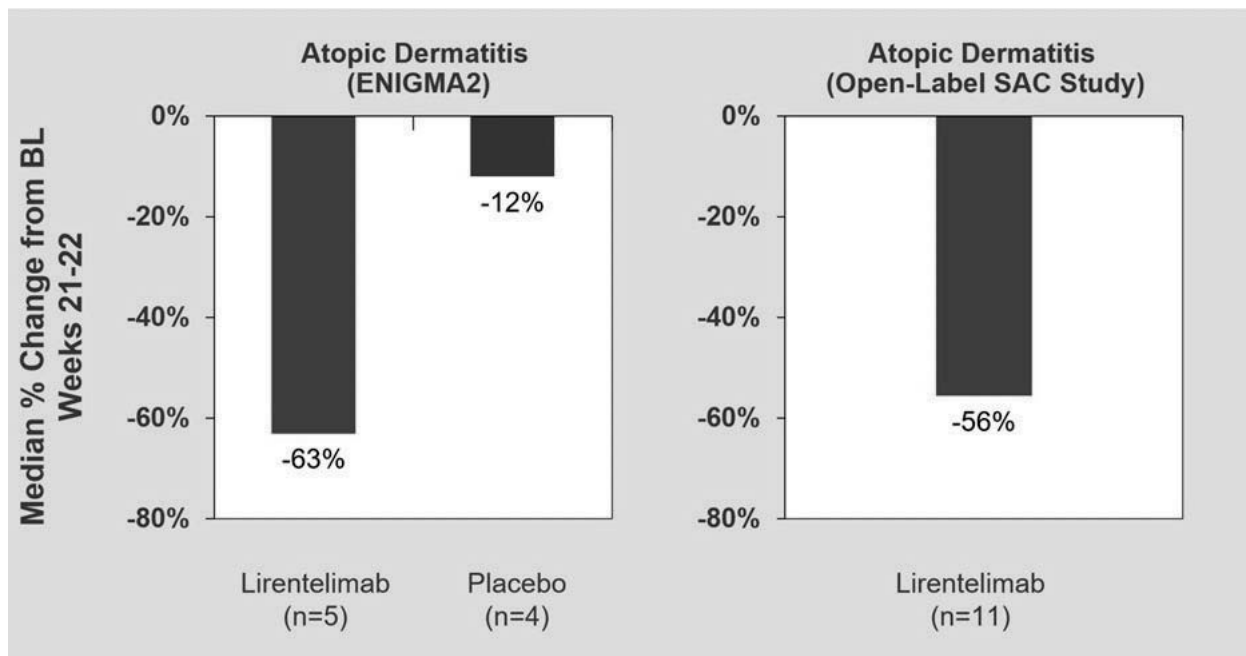 Atopic Dermatitis
(ENIGMA2)
Median % Change from BL
Weeks 21-22
0%
-20%
-40%
-60%
-80%
-63%
-12%
Lirentelimab
(n=5)
Placebo
(n=4)
Atopic Dermatitis
(Open-Label SAC Study)
0%
-20%
-40%
-60%
-80%
-56%
Lirentelimab
(n=11)